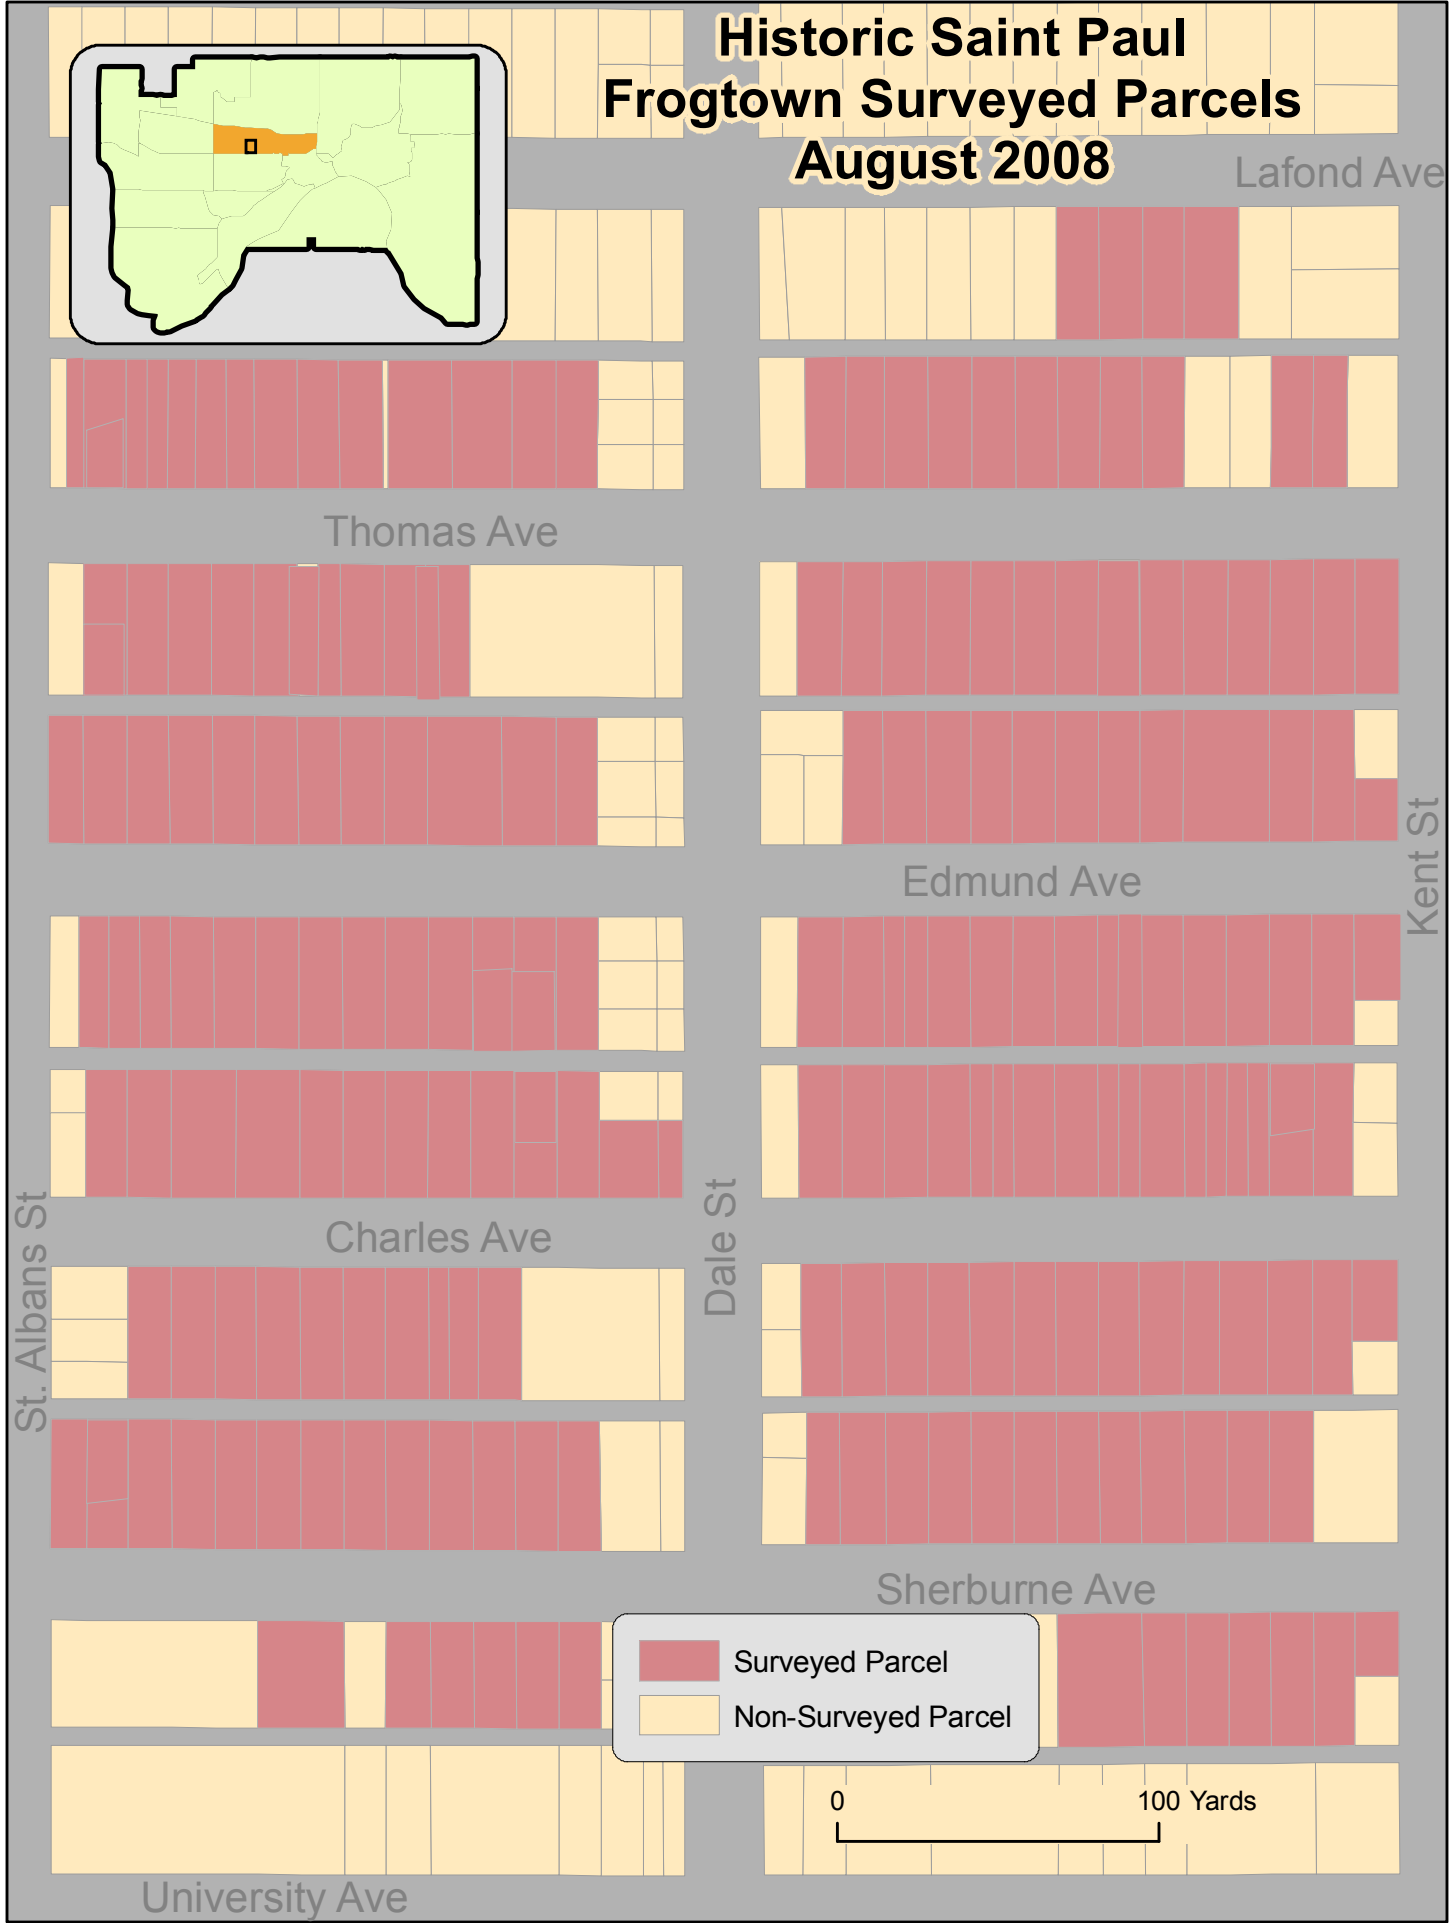 Historic Saint Paul
Frogtown Surveyed Parcels
August 2008
Lafond Ave
Thomas Ave
Edmund Ave
Kent St
Charles Ave
Dale St
St. Albans St
Sherburne Ave
Surveyed Parcel
Non-Surveyed Parcel
0 100 Yards
University Ave